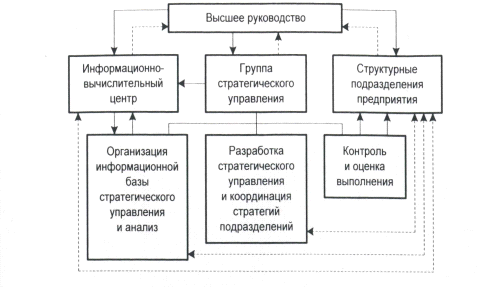 Высшее руководство
Информационно-
вычислительный
центр
Группа
стратегического
управления
Структурные
подразделения
предприятия
Организация
информационной
базы
стратегического
управления
и анализ
Разработка
стратегического
управления
и координация
стратегий
подразделений
Контроль
и оценка
выполнения